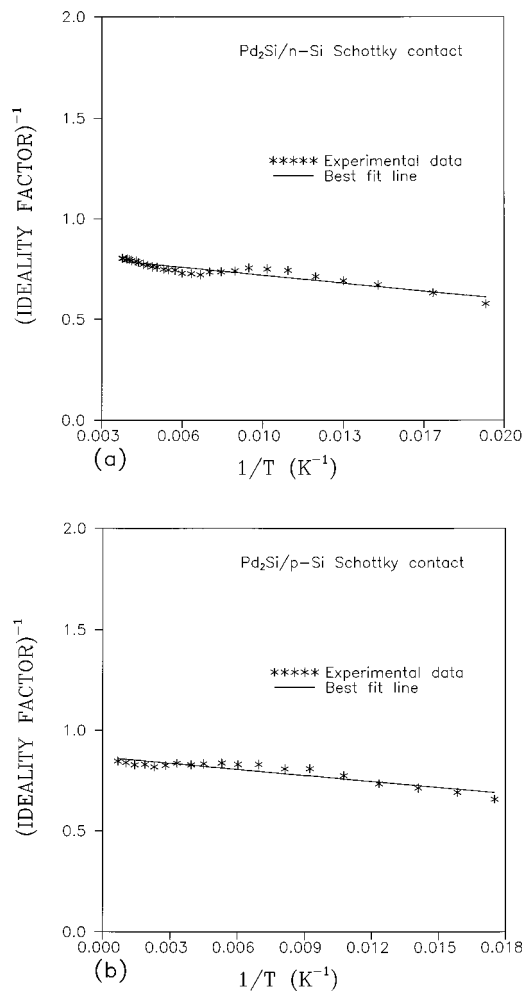 2.0
Pd₂Si/n−Si Schottky contact
1.5
(IDEALITY FACTOR)⁻¹
***** Experimental data
Best fit line
1.0
0.5
0.0
0.003 0.006 0.010 0.013 0.017 0.020
(a)
1/T (K⁻¹)
2.0
Pd₂Si/p−Si Schottky contact
1.5
(IDEALITY FACTOR)⁻¹
***** Experimental data
Best fit line
1.0
0.5
0.0
0.000 0.003 0.006 0.009 0.012 0.018
(b)
1/T (K⁻¹)